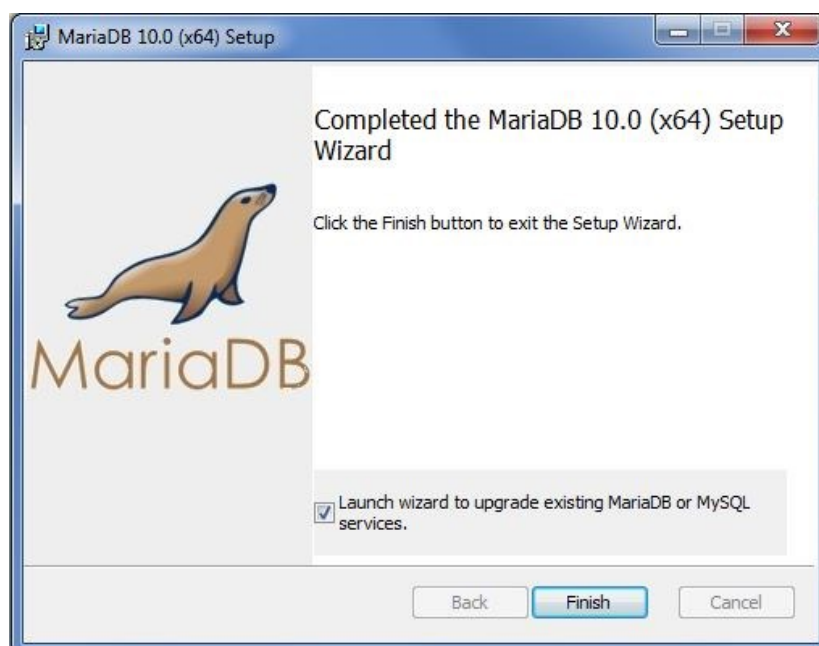 MariaDB 10.0 (x64) Setup
Completed the MariaDB 10.0 (x64) Setup
Wizard
Click the Finish button to exit the Setup Wizard.
MariaDB
Launch wizard to upgrade existing MariaDB or MySQL
services.
Back Finish Cancel